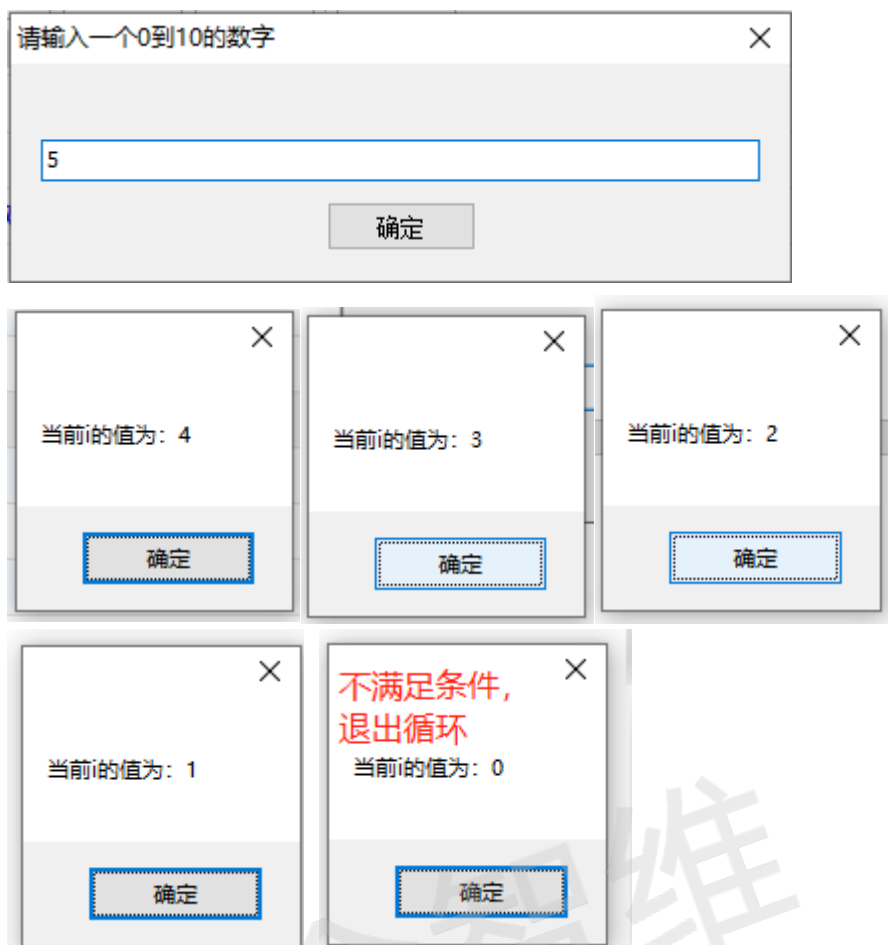 请输入一个0到10的数字
5
确定
当前i的值为：4
确定
当前i的值为：3
确定
当前i的值为：2
确定
当前i的值为：1
确定
不满足条件，
退出循环
当前i的值为：0
确定
智维